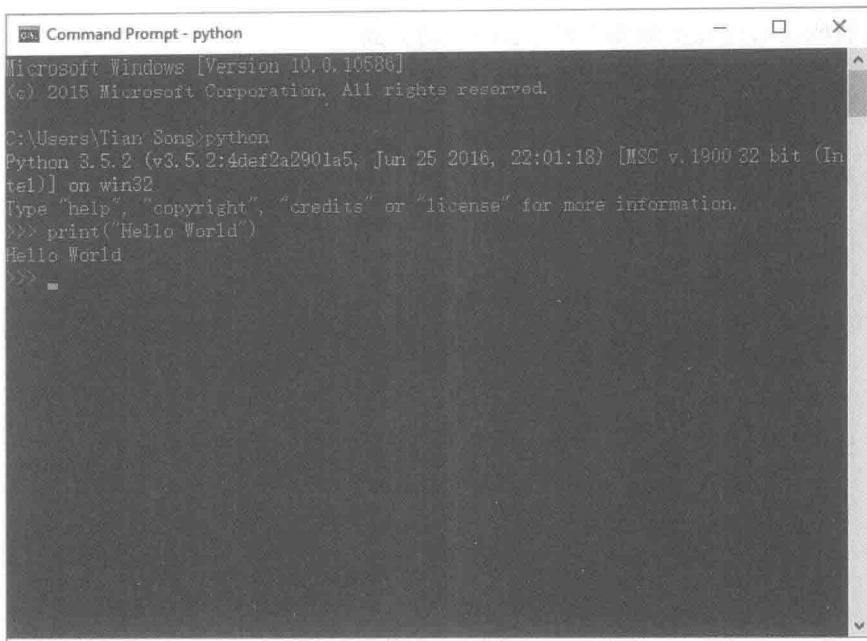 Command Prompt - python
Microsoft Windows [Version 10.0.10586]
(c) 2015 Microsoft Corporation. All rights reserved.
C:\Users\Tian Song>python
Python 3.5.2 (v3.5.2:4def2a2901a5, Jun 25 2016, 22:01:18) [MSC v.1900 32 bit (In
tel)] on win32
Type "help", "copyright", "credits" or "license" for more information.
>>> print("Hello World")
Hello World
>>>